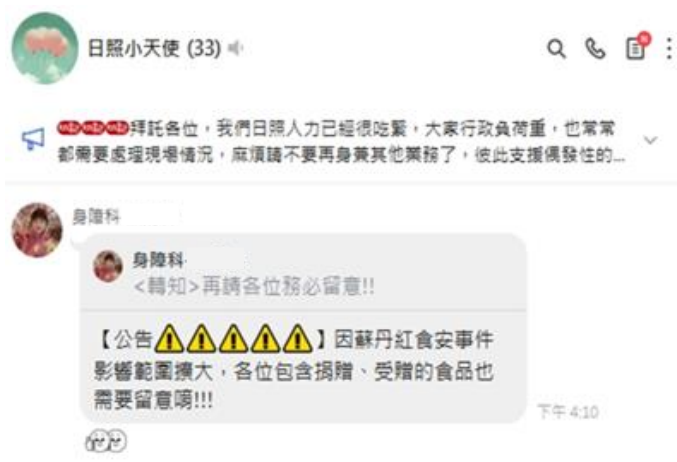 日照小天使 (33)
拜託各位，我們日照人力已經很吃緊，大家行政負荷重，也常常
都需要處理現場情況，麻煩請不要再身兼其他業務了，彼此支援偶發性的...
身障科
身障科
<轉知>再請各位務必留意!!
【公告⚠️⚠️⚠️⚠️⚠️】因蘇丹紅食安事件
影響範圍擴大，各位包含捐贈、受贈的食品也
需要留意唷!!!
下午 4:10